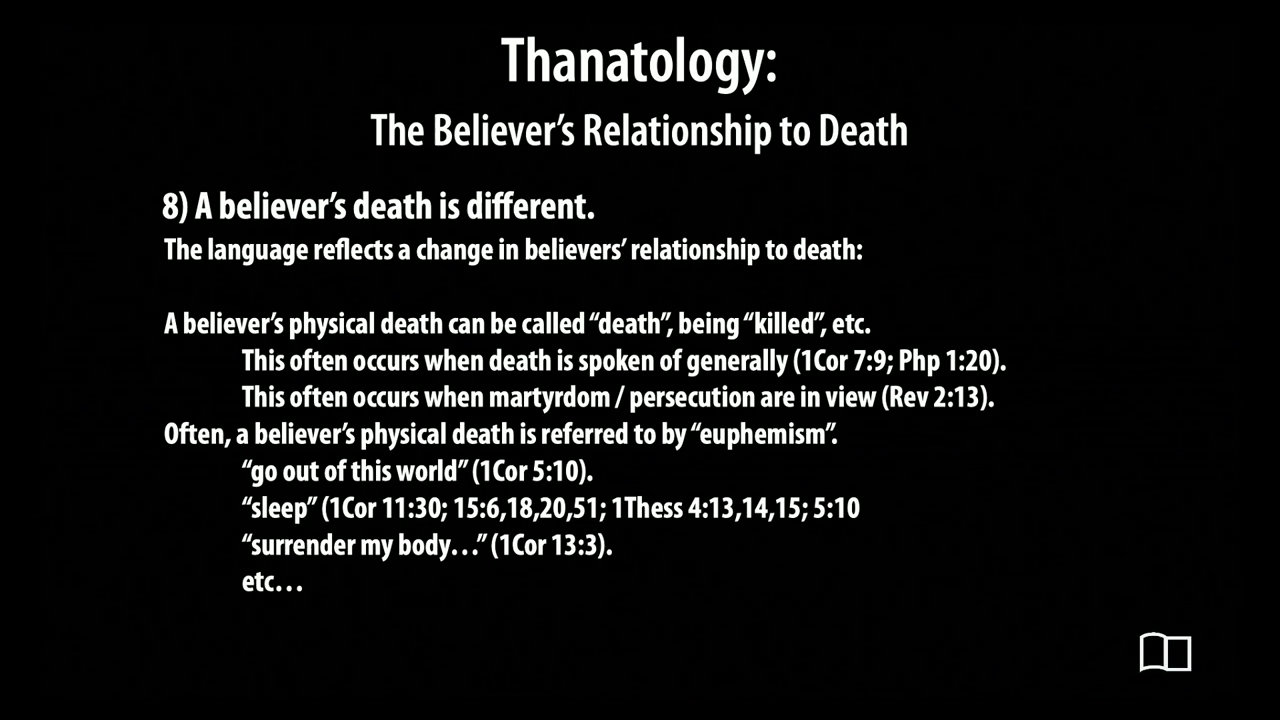 Thanatology:
The Believer’s Relationship to Death
8) A believer’s death is different.
The language reflects a change in believers’ relationship to death:
A believer’s physical death can be called “death”, being “killed”, etc.
This often occurs when death is spoken of generally (1Cor 7:9; Php 1:20).
This often occurs when martyrdom / persecution are in view (Rev 2:13).
Often, a believer’s physical death is referred to by “euphemism”.
“go out of this world” (1Cor 5:10).
“sleep” (1Cor 11:30; 15:6,18,20,51; 1Thess 4:13,14,15; 5:10
“surrender my body…” (1Cor 13:3).
etc…